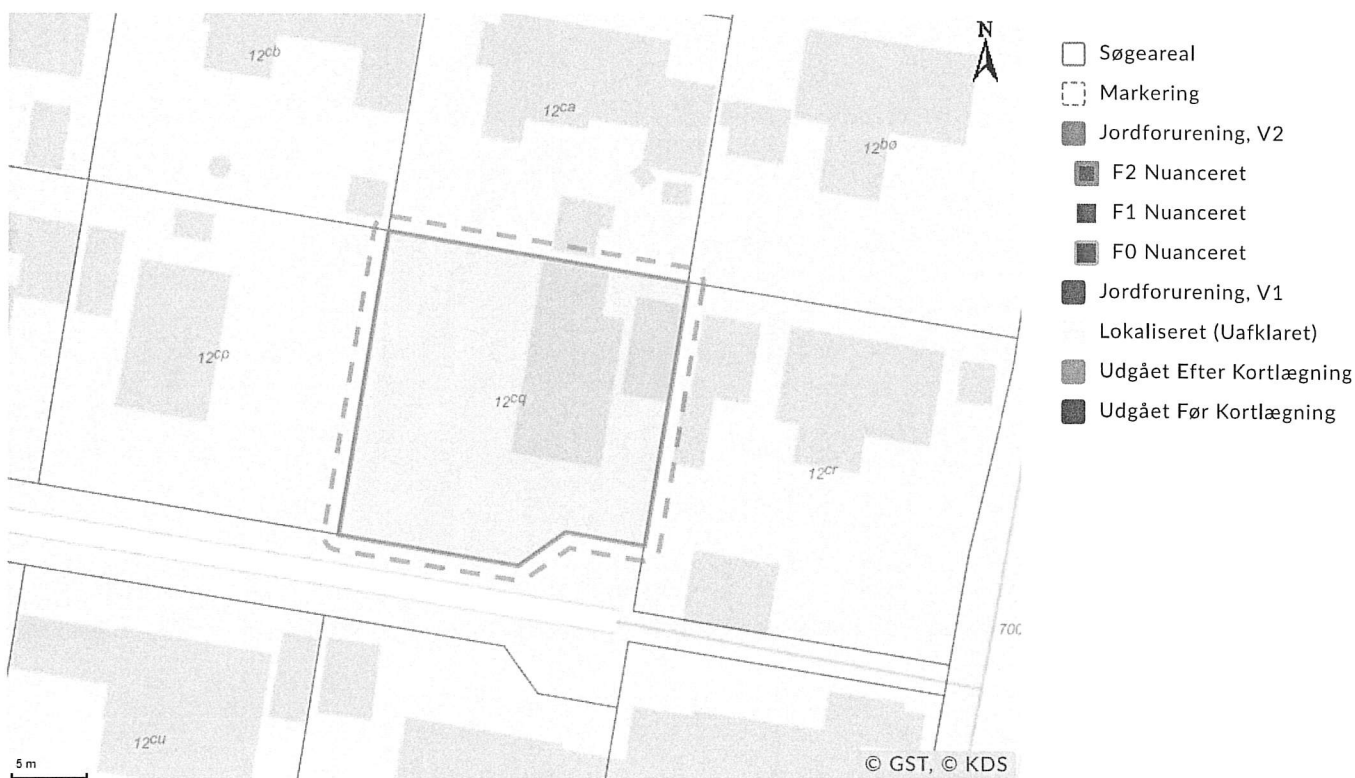 12cb
12ca
12bø
N
12cp
12cq
12cr
700
12cu
5 m
© GST, © KDS
Søgeareal
Markering
Jordforurening, V2
F2 Nuanceret
F1 Nuanceret
F0 Nuanceret
Jordforurening, V1
Lokaliseret (Uafklaret)
Udgået Efter Kortlægning
Udgået Før Kortlægning